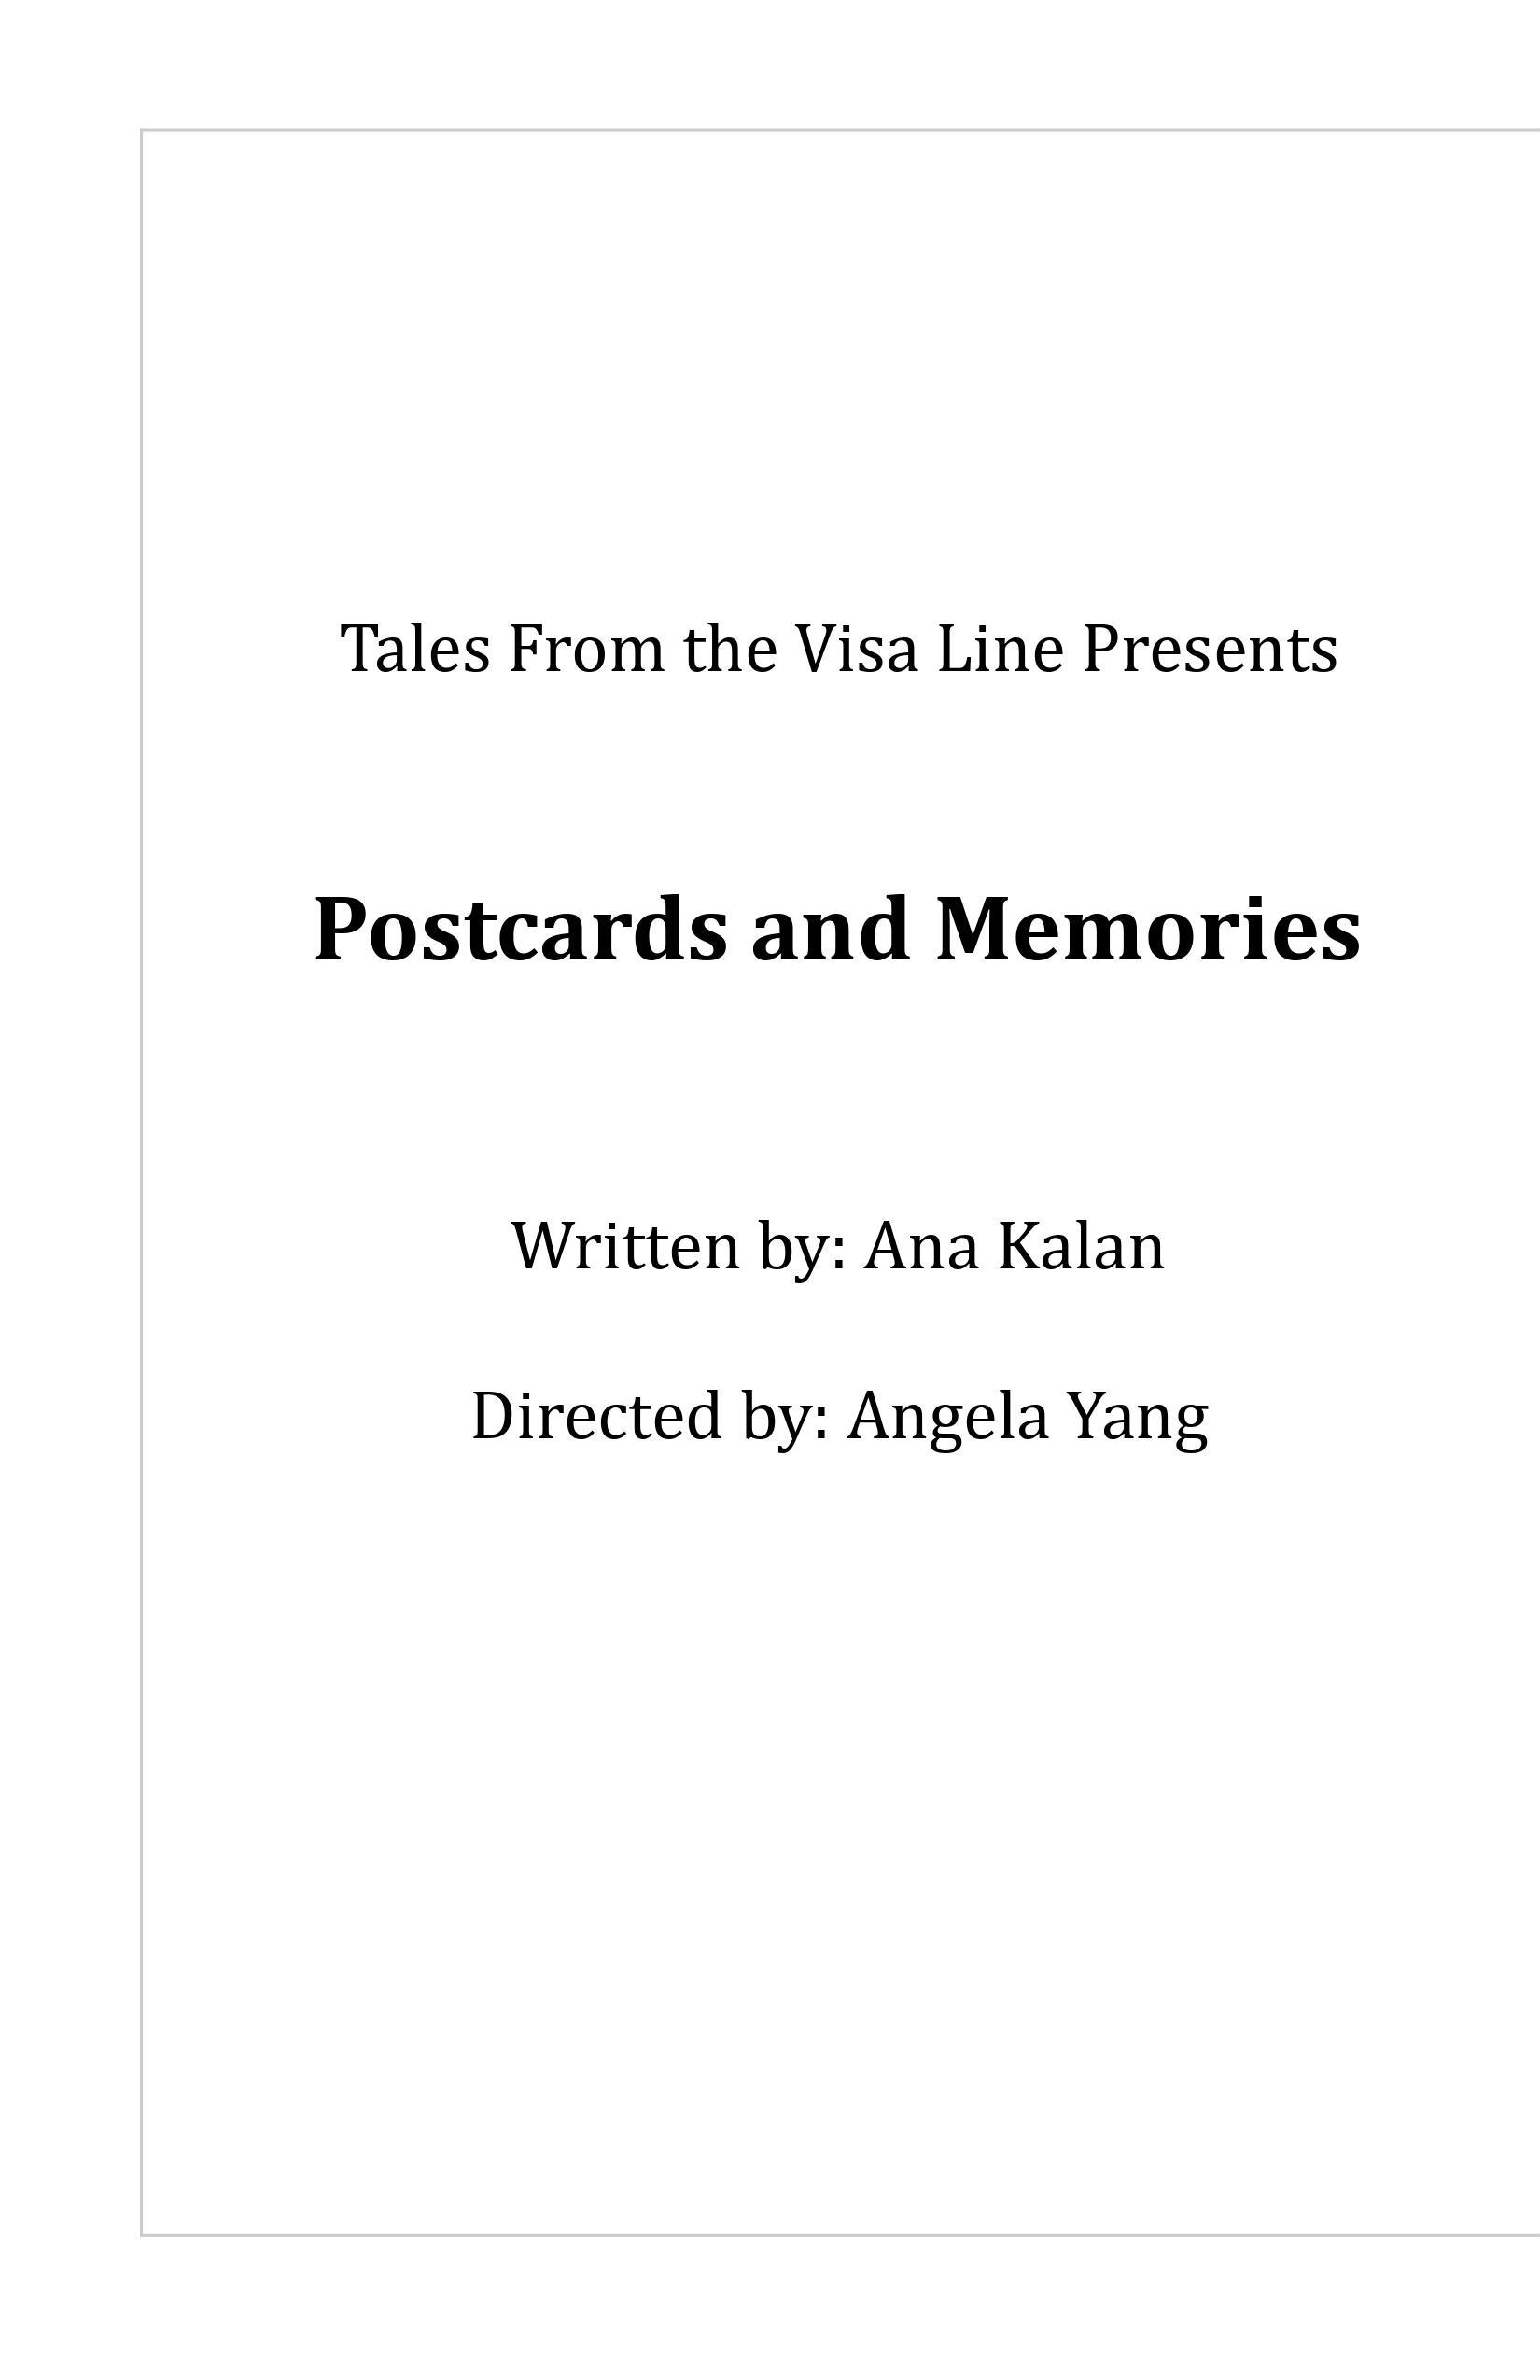 Tales From the Visa Line Presents
Postcards and Memories
Written by: Ana Kalan
Directed by: Angela Yang